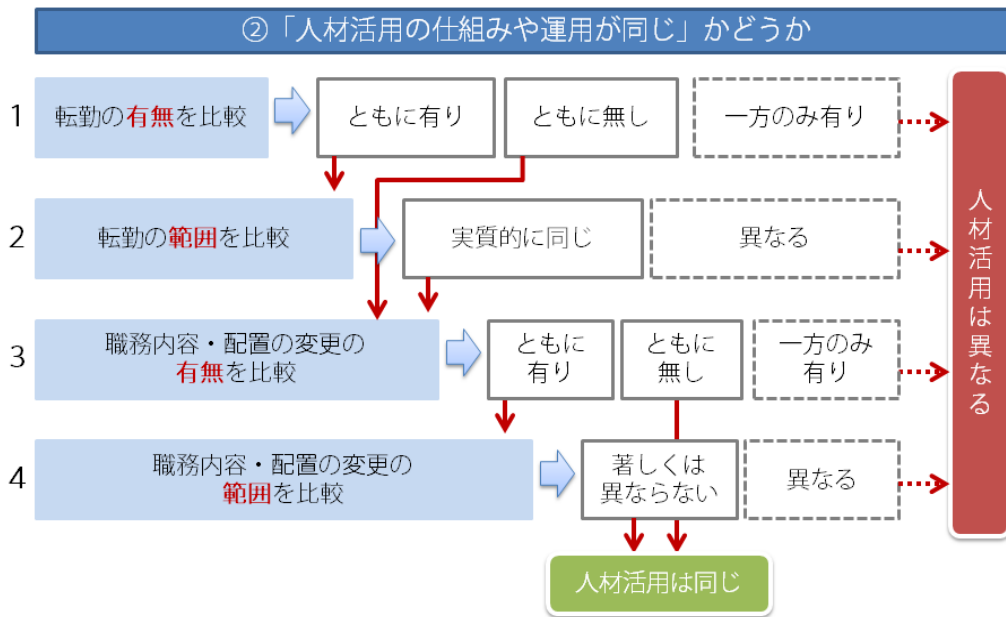 ②「人材活用の仕組みや運用が同じ」かどうか
1
転勤の有無を比較
ともに有り
ともに無し
一方のみ有り
2
転勤の範囲を比較
実質的に同じ
異なる
3
職務内容・配置の変更の
有無を比較
ともに
有り
ともに
無し
一方のみ
有り
4
職務内容・配置の変更の
範囲を比較
著しくは
異ならない
異なる
人材活用は異なる
人材活用は同じ